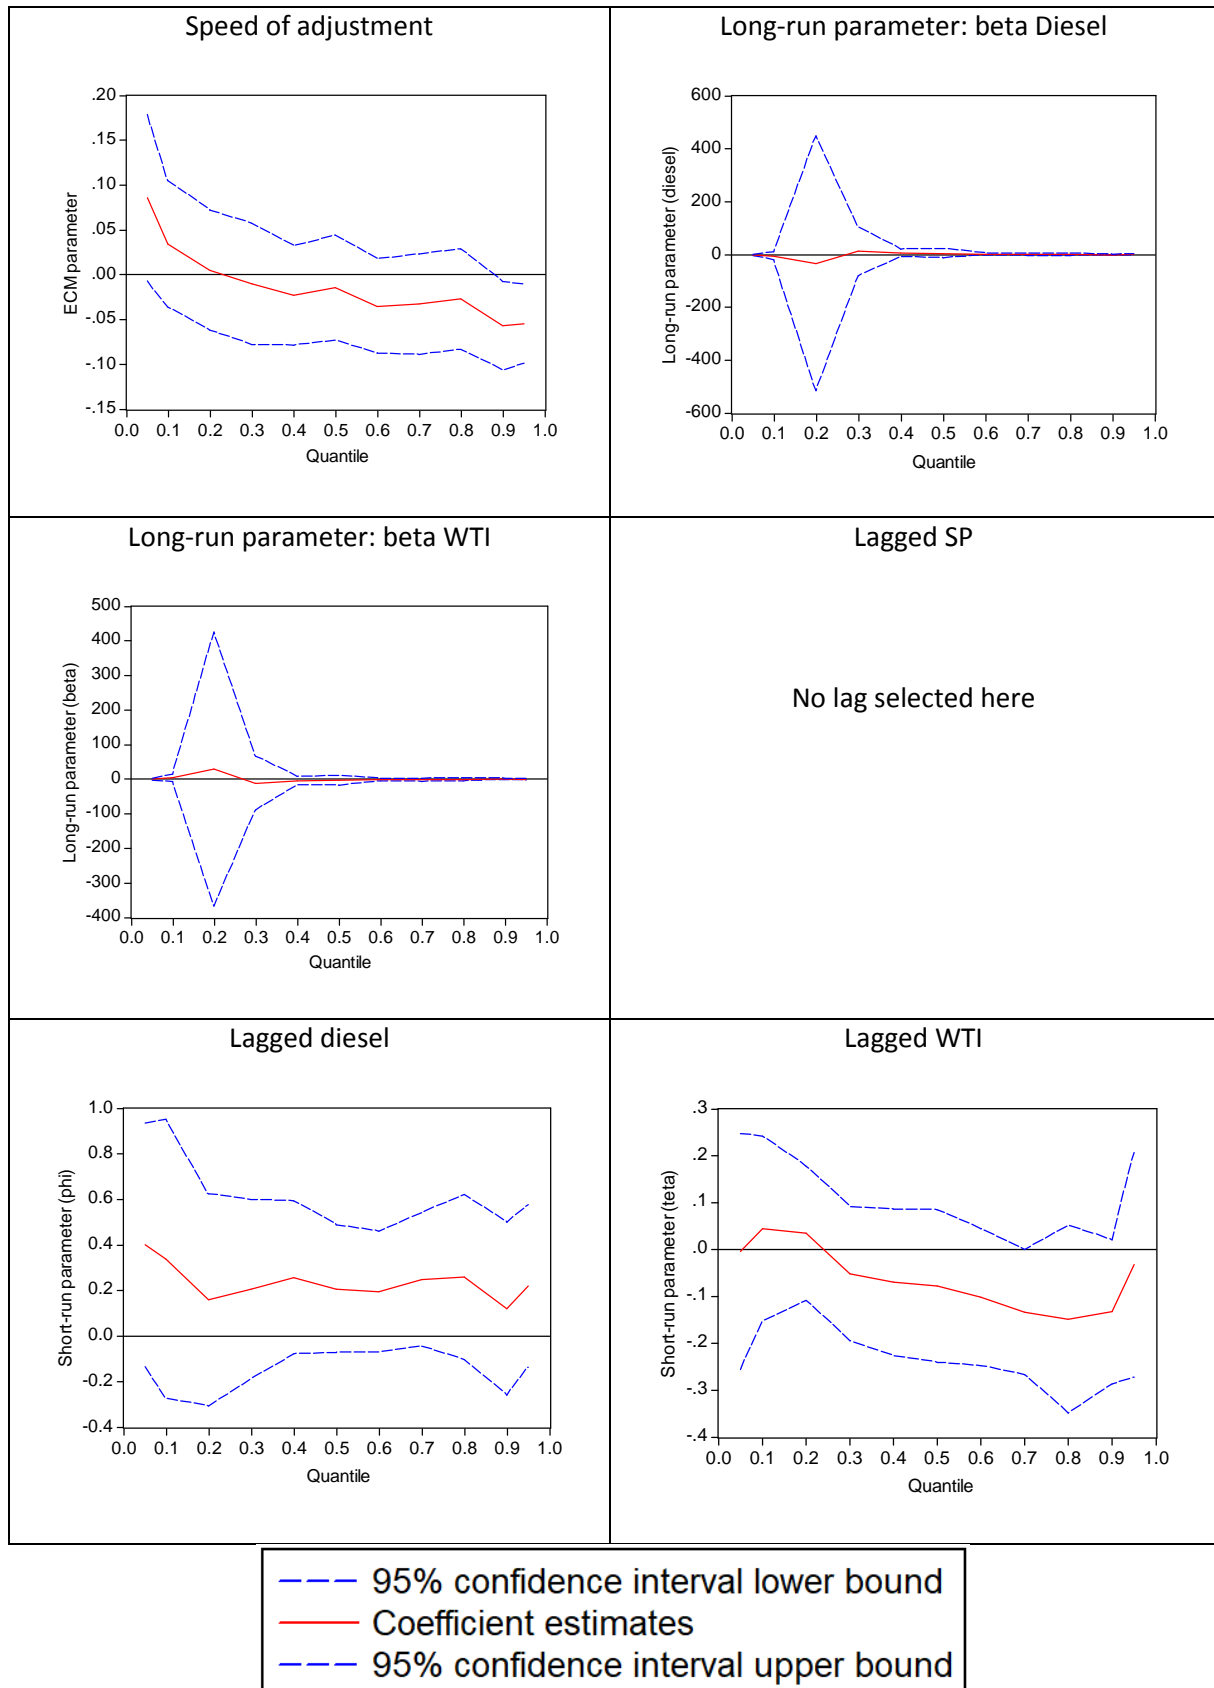 Speed of adjustment
.20
.15
.10
.05
.00
-.05
-.10
-.15
ECM parameter
0.0 0.1 0.2 0.3 0.4 0.5 0.6 0.7 0.8 0.9 1.0
Quantile
Long-run parameter: beta Diesel
600
400
200
0
-200
-400
-600
Long-run parameter (diesel)
0.0 0.1 0.2 0.3 0.4 0.5 0.6 0.7 0.8 0.9 1.0
Quantile
Long-run parameter: beta WTI
500
400
300
200
100
0
-100
-200
-300
-400
Long-run parameter (beta)
0.0 0.1 0.2 0.3 0.4 0.5 0.6 0.7 0.8 0.9 1.0
Quantile
Lagged SP
No lag selected here
Lagged diesel
1.0
0.8
0.6
0.4
0.2
0.0
-0.2
-0.4
Short-run parameter (phi)
0.0 0.1 0.2 0.3 0.4 0.5 0.6 0.7 0.8 0.9 1.0
Quantile
Lagged WTI
.3
.2
.1
.0
-.1
-.2
-.3
-.4
Short-run parameter (teta)
0.0 0.1 0.2 0.3 0.4 0.5 0.6 0.7 0.8 0.9 1.0
Quantile
95% confidence interval lower bound
Coefficient estimates
95% confidence interval upper bound